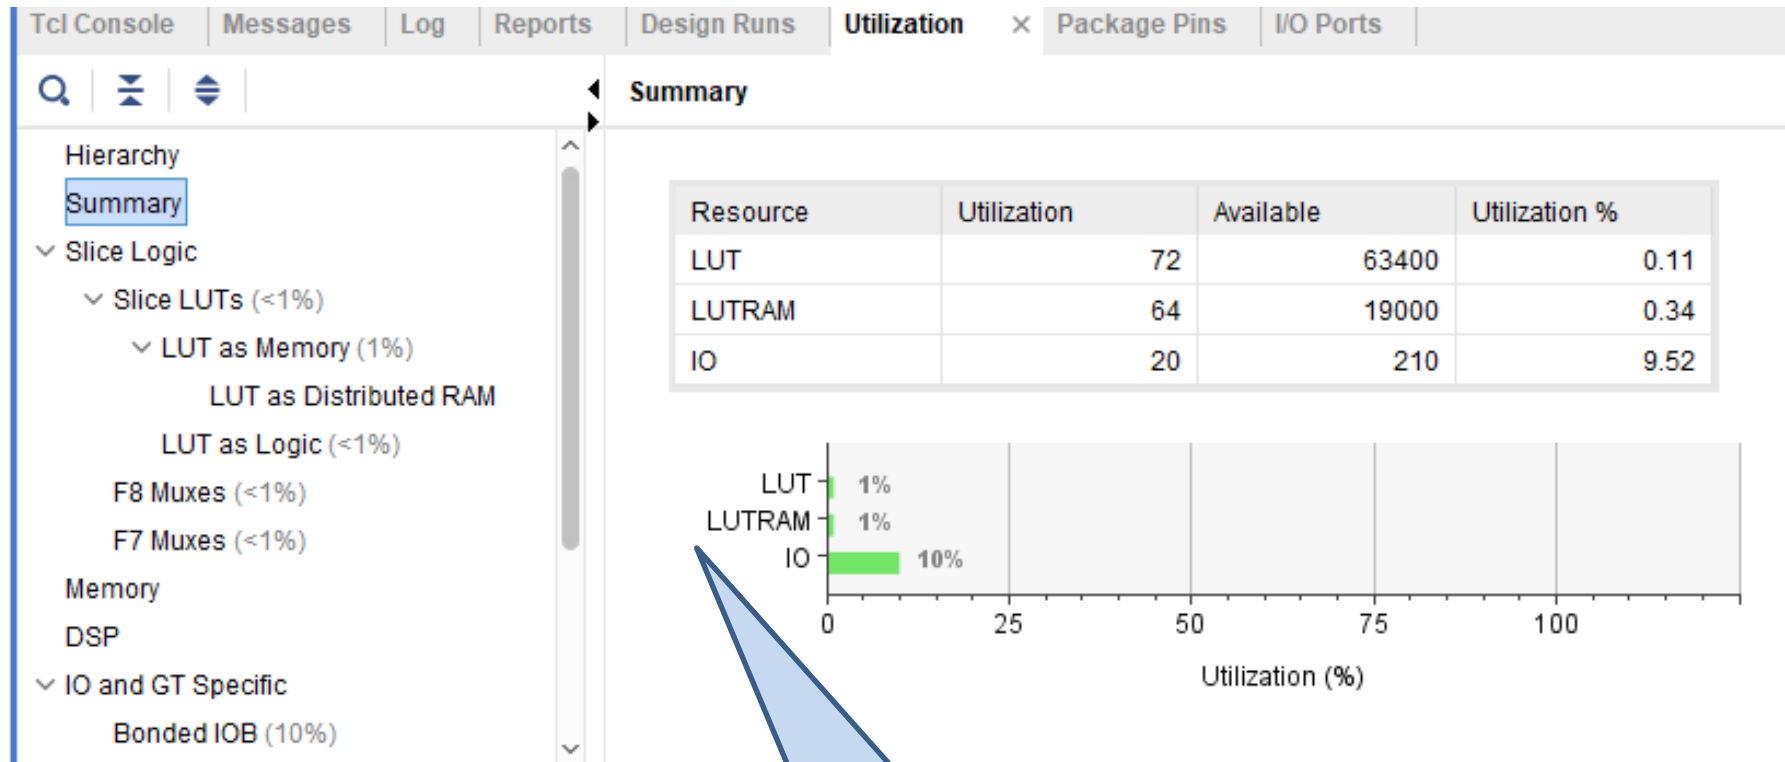 Tcl Console Messages Log Reports Design Runs Utilization × Package Pins I/O Ports
Summary
Hierarchy
Summary
Slice Logic
Slice LUTs (<1%)
LUT as Memory (1%)
LUT as Distributed RAM
LUT as Logic (<1%)
F8 Muxes (<1%)
F7 Muxes (<1%)
Memory
DSP
IO and GT Specific
Bonded IOB (10%)
Resource Utilization Available Utilization %
LUT 72 63400 0.11
LUTRAM 64 19000 0.34
IO 20 210 9.52
LUT 1%
LUTRAM 1%
IO 10%
0 25 50 75 100
Utilization (%)